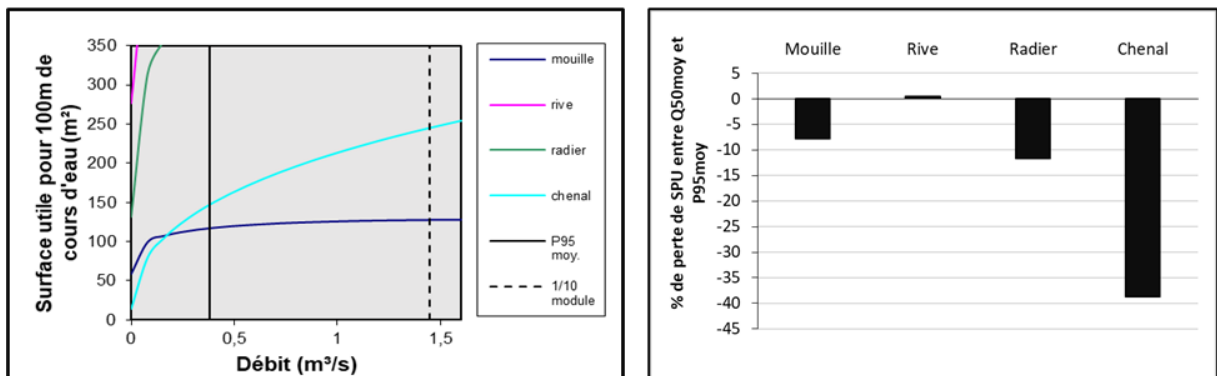 Surface utile pour 100m de
cours d'eau (m²)
350
300
250
200
150
100
50
0
0
0,5
1
1,5
Débit (m³/s)
mouille
rive
radier
chenal
P95
moy.
1/10
module
% de perte de SPU entre Q50moy et
P95moy
Mouille Rive Radier Chenal
5
0
-5
-10
-15
-20
-25
-30
-35
-40
-45